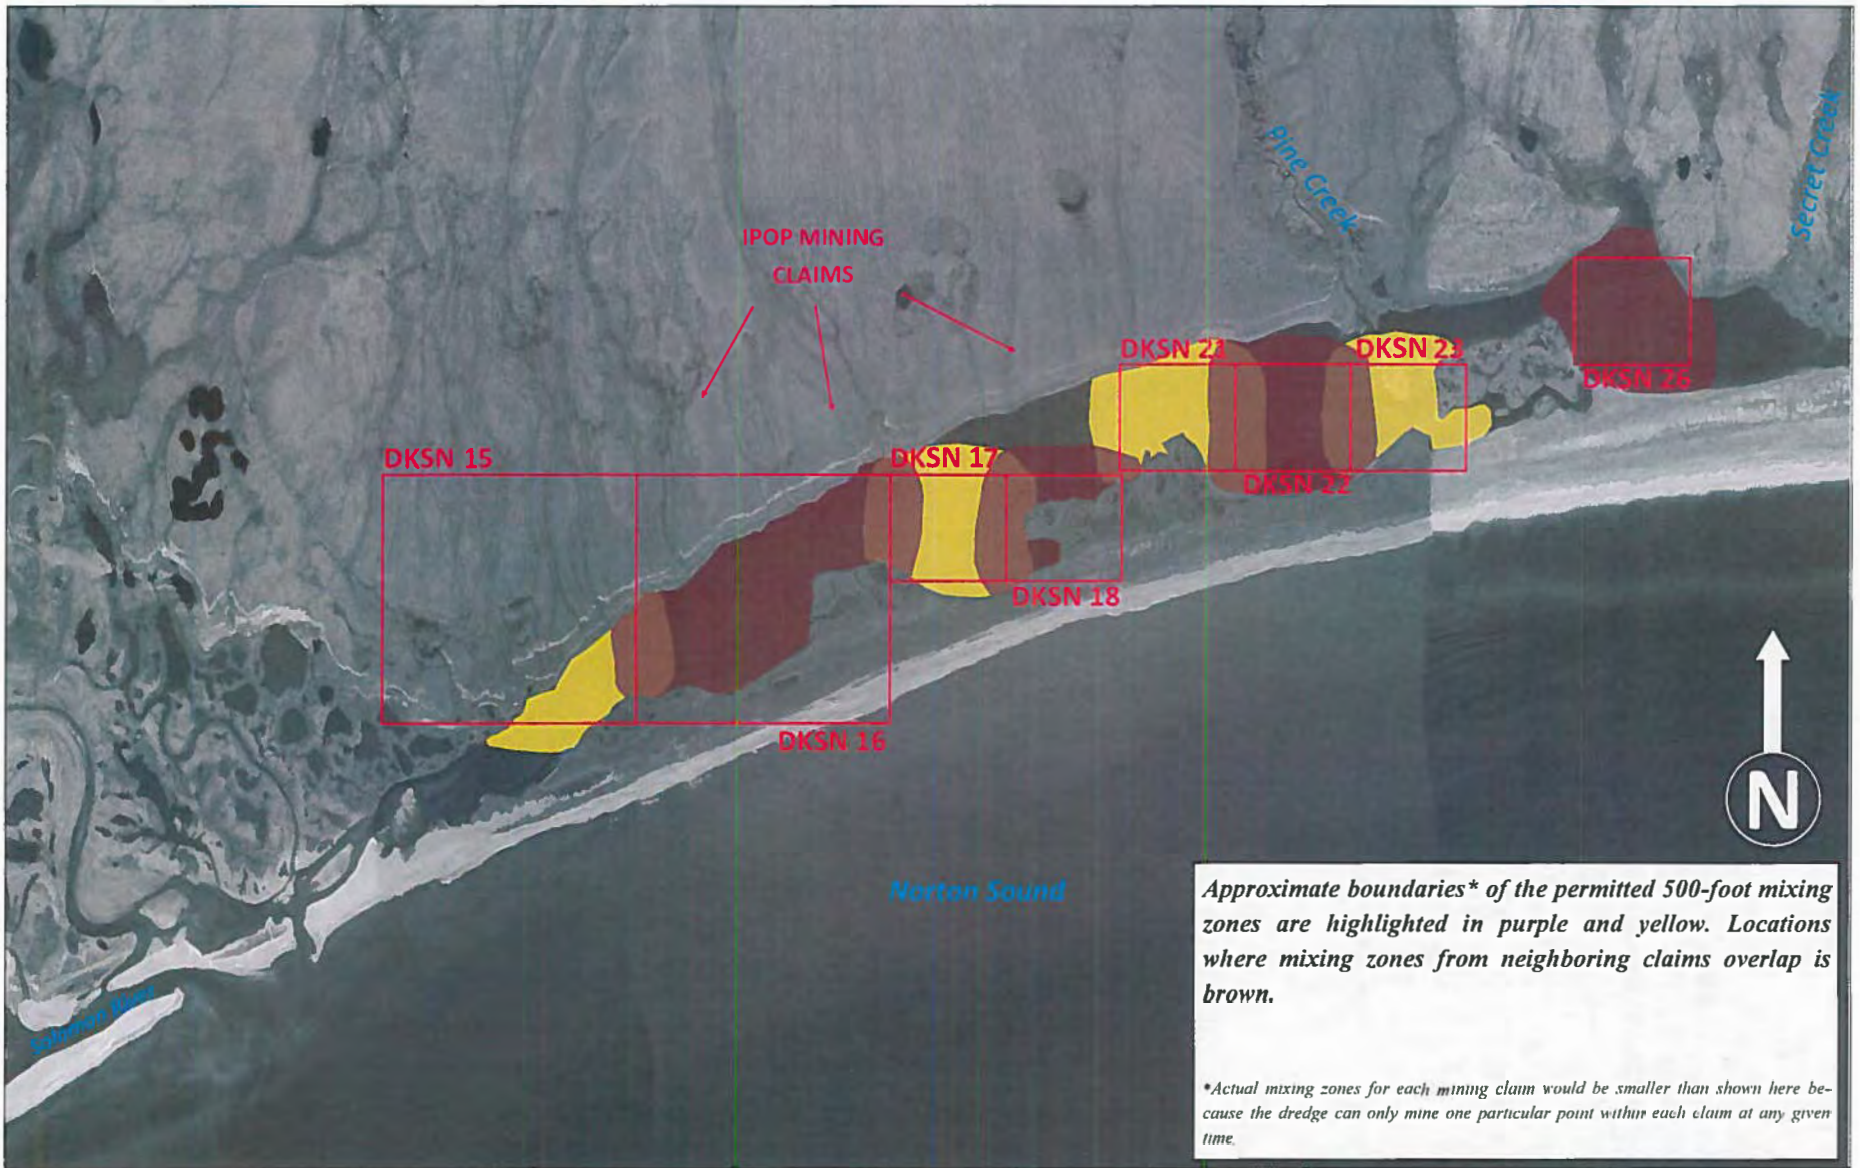 Pine Creek
Secret Creek
IPOP MINING
CLAIMS
DKSN 21
DKSN 23
DKSN 26
DKSN 15
DKSN 17
DKSN 22
DKSN 18
DKSN 16
N
Norton Sound
Solomon River
Approximate boundaries* of the permitted 500-foot mixing
zones are highlighted in purple and yellow. Locations
where mixing zones from neighboring claims overlap is
brown.
*Actual mixing zones for each mining claim would be smaller than shown here be-
cause the dredge can only mine one particular point within each claim at any given
time.